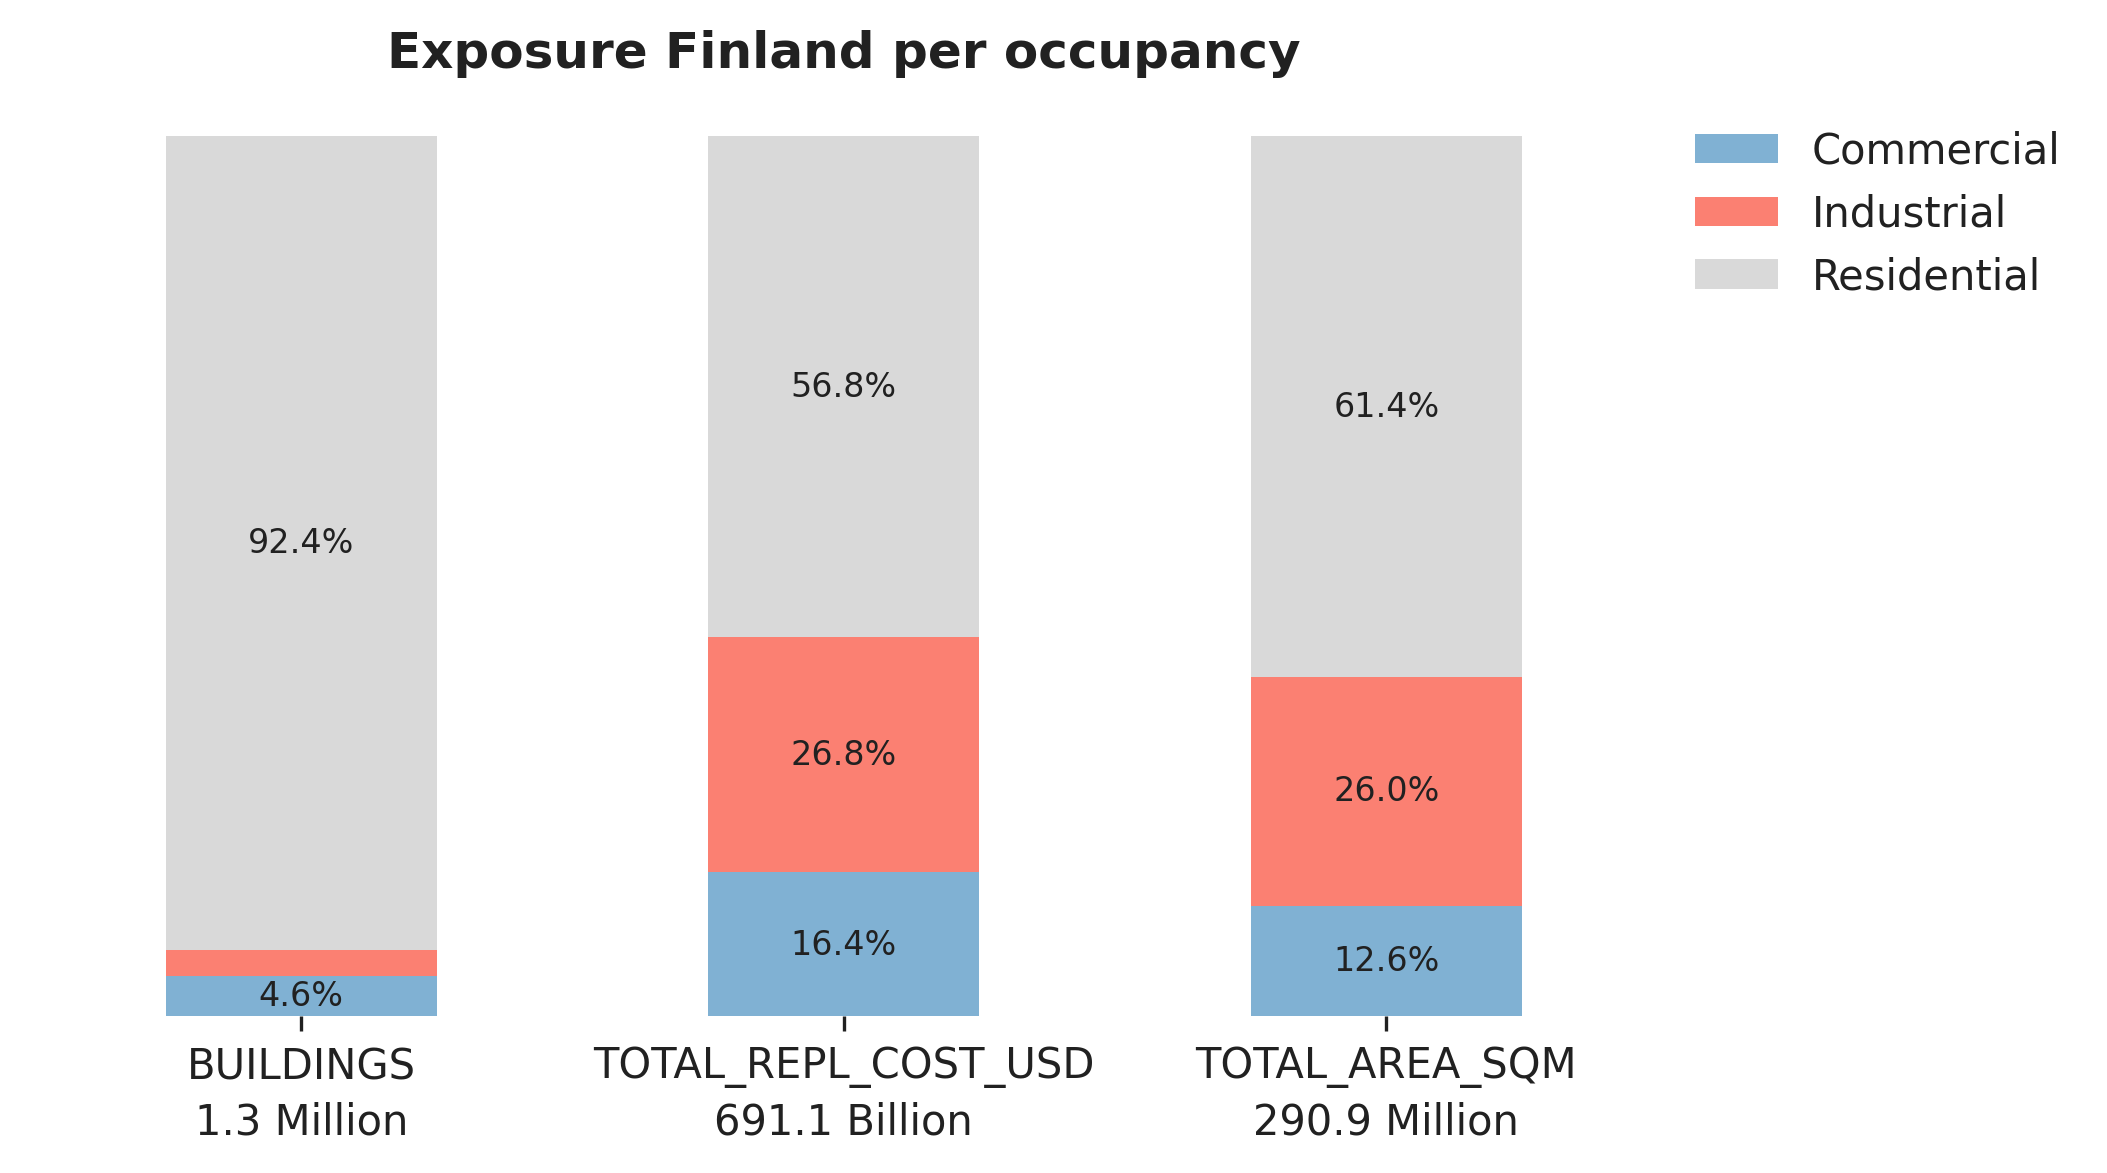 Exposure Finland per occupancy
Commercial
Industrial
Residential
92.4%
4.6%
56.8%
26.8%
16.4%
61.4%
26.0%
12.6%
BUILDINGS
1.3 Million
TOTAL_REPL_COST_USD
691.1 Billion
TOTAL_AREA_SQM
290.9 Million